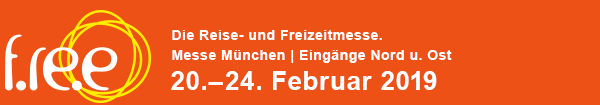 f.re.e
Die Reise- und Freizeitmesse.
Messe München | Eingänge Nord u. Ost
20.–24. Februar 2019